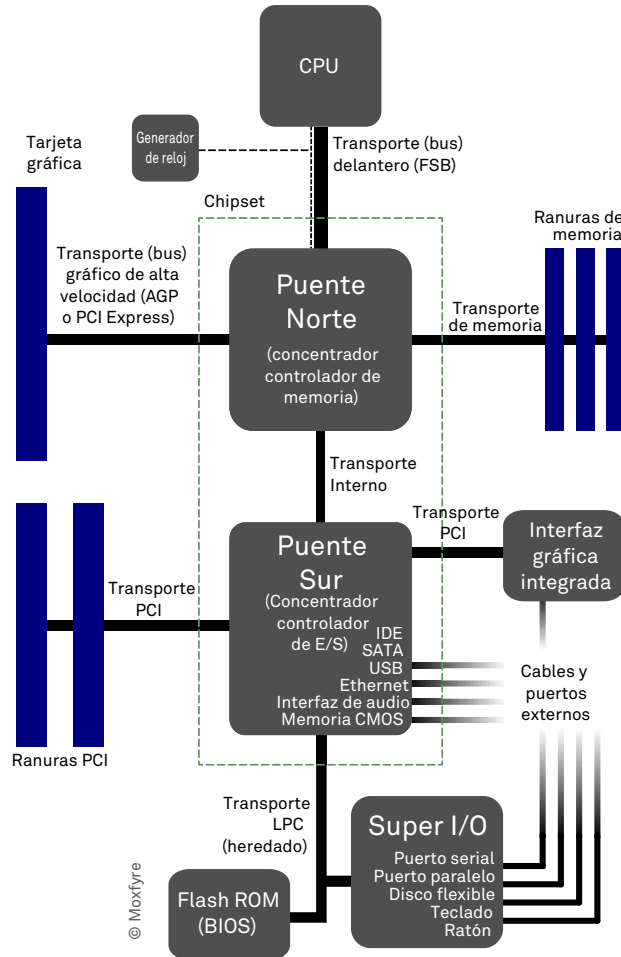 CPU
Generador
de reloj
Transporte (bus)
delantero (FSB)
Tarjeta
gráfica
Chipset
Ranuras de
memoria
Transporte (bus)
gráfico de alta
velocidad (AGP
o PCI Express)
Puente
Norte
(concentrador
controlador de
memoria)
Transporte
de memoria
Transporte
Interno
Transporte
PCI
Interfaz
gráfica
integrada
Puente
Sur
(Concentrador
controlador
de E/S)
IDE
SATA
USB
Ethernet
Interfaz de audio
Memoria CMOS
Transporte
PCI
Cables y
puertos
externos
Ranuras PCI
Transporte
LPC
(heredado)
Super I/O
Puerto serial
Puerto paralelo
Disco flexible
Teclado
Ratón
Flash ROM
(BIOS)
© Moxfyre